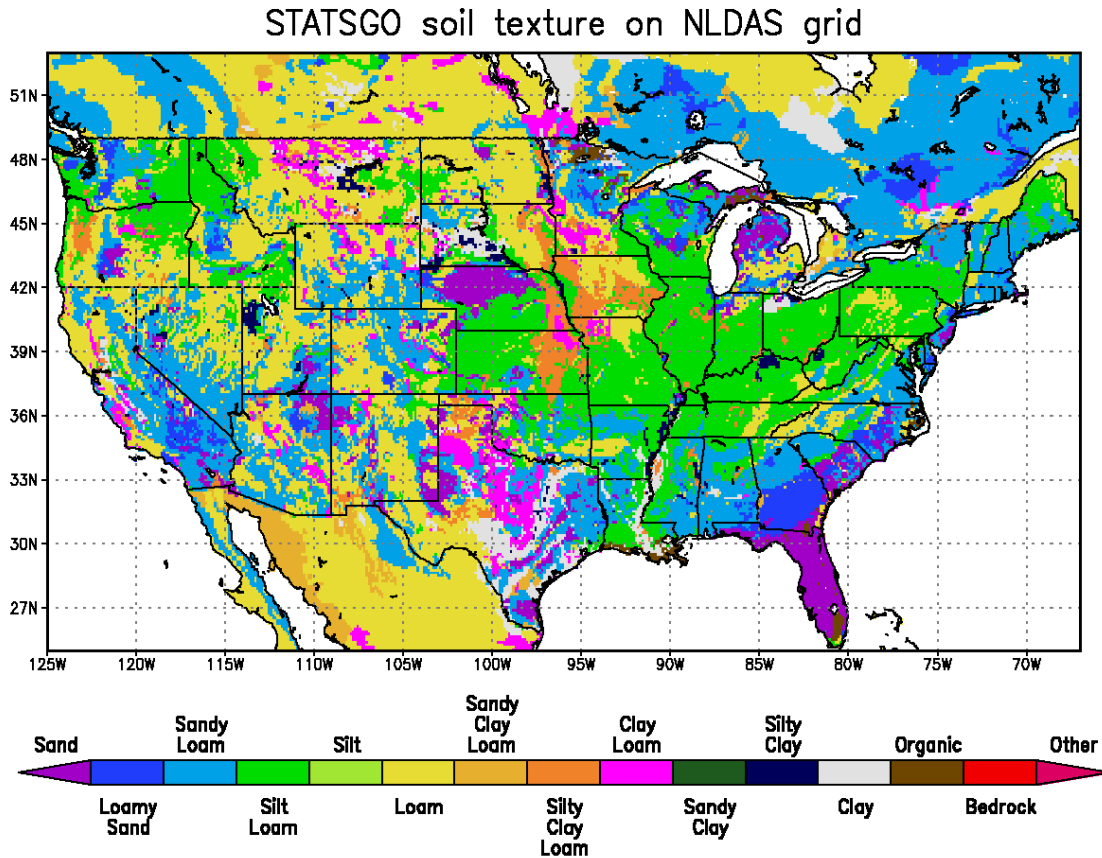 STATSGO soil texture on NLDAS grid
51N
48N
45N
42N
39N
36N
33N
30N
27N
125W 120W 115W 110W 105W 100W 95W 90W 85W 80W 75W 70W
Sand
Sandy
Loam
Silt
Sandy
Clay
Loam
Clay
Loam
Silty
Clay
Organic
Other
Loamy
Sand
Silt
Loam
Loam
Silty
Clay
Loam
Sandy
Clay
Clay
Bedrock